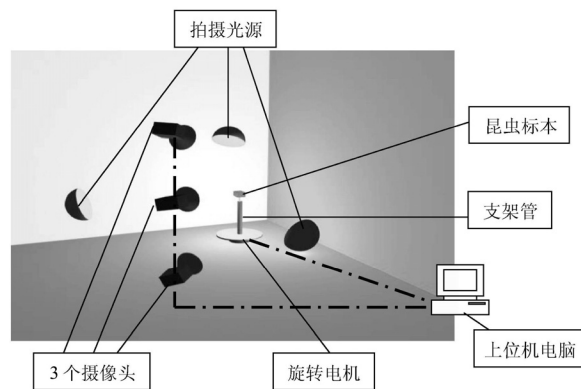 拍摄光源
昆虫标本
支架管
3个摄像头
旋转电机
上位机电脑